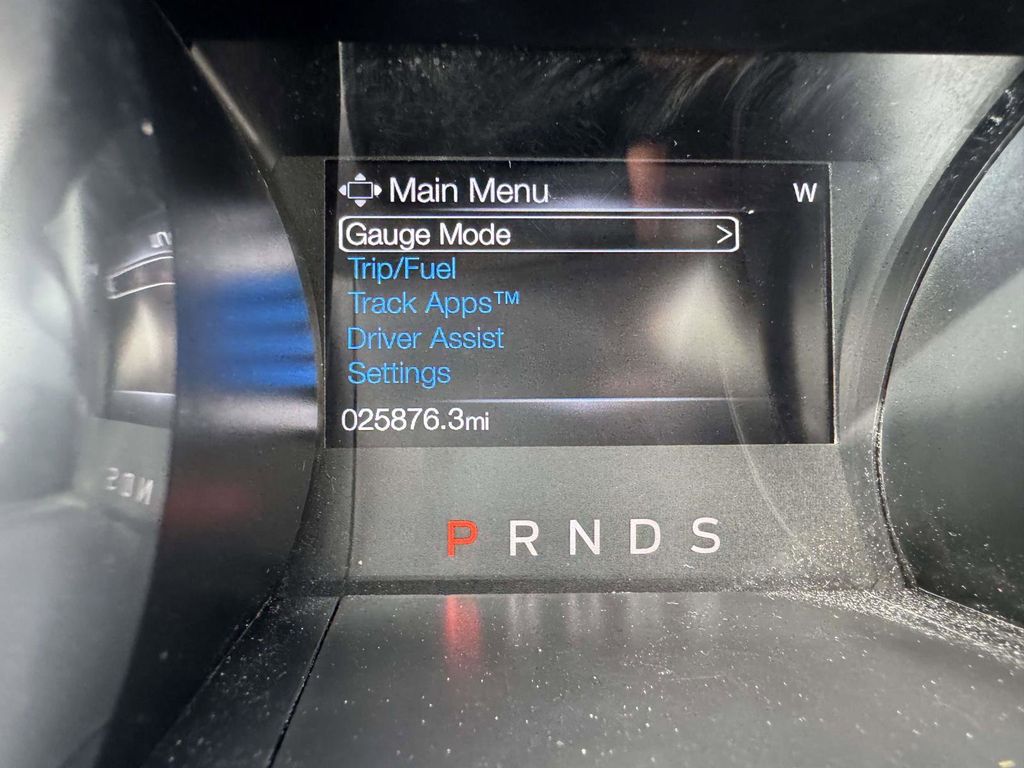 Main Menu W
Gauge Mode >
Trip/Fuel
Track Apps™
Driver Assist
Settings
025876.3mi
P R N D S